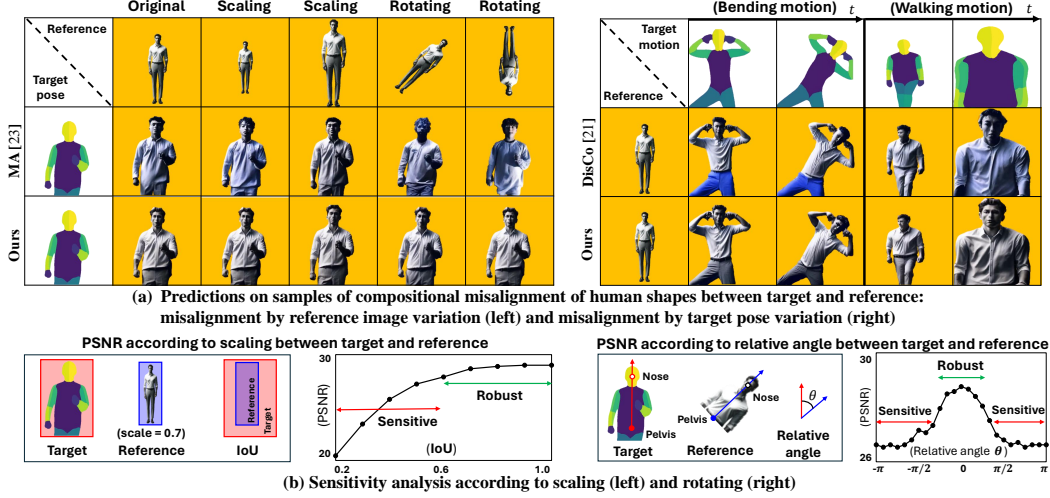 Original Scaling Scaling Rotating Rotating
Reference
Target
pose
MA [23]
Ours
(Bending motion) t (Walking motion) t
Target
motion
Reference
DisCo [21]
Ours
(a) Predictions on samples of compositional misalignment of human shapes between target and reference:
misalignment by reference image variation (left) and misalignment by target pose variation (right)
PSNR according to scaling between target and reference
Reference
Target
(scale = 0.7)
Target Reference IoU
30
(PSNR)
Robust
Sensitive
20
(IoU)
0.2 0.6 1.0
PSNR according to relative angle between target and reference
Nose
Pelvis
Nose
Pelvis
θ
Target Reference Relative
angle
30
(PSNR)
Robust
Sensitive Sensitive
26
(Relative angle θ)
-π -π/2 0 π/2 π
(b) Sensitivity analysis according to scaling (left) and rotating (right)